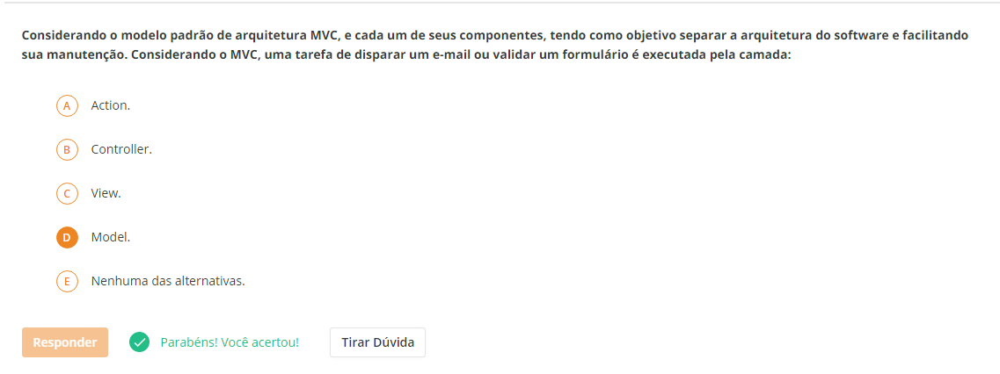 Considerando o modelo padrão de arquitetura MVC, e cada um de seus componentes, tendo como objetivo separar a arquitetura do software e facilitando
sua manutenção. Considerando o MVC, uma tarefa de disparar um e-mail ou validar um formulário é executada pela camada:
A Action.
B Controller.
C View.
D Model.
E Nenhuma das alternativas.
Responder Parabéns! Você acertou! Tirar Dúvida